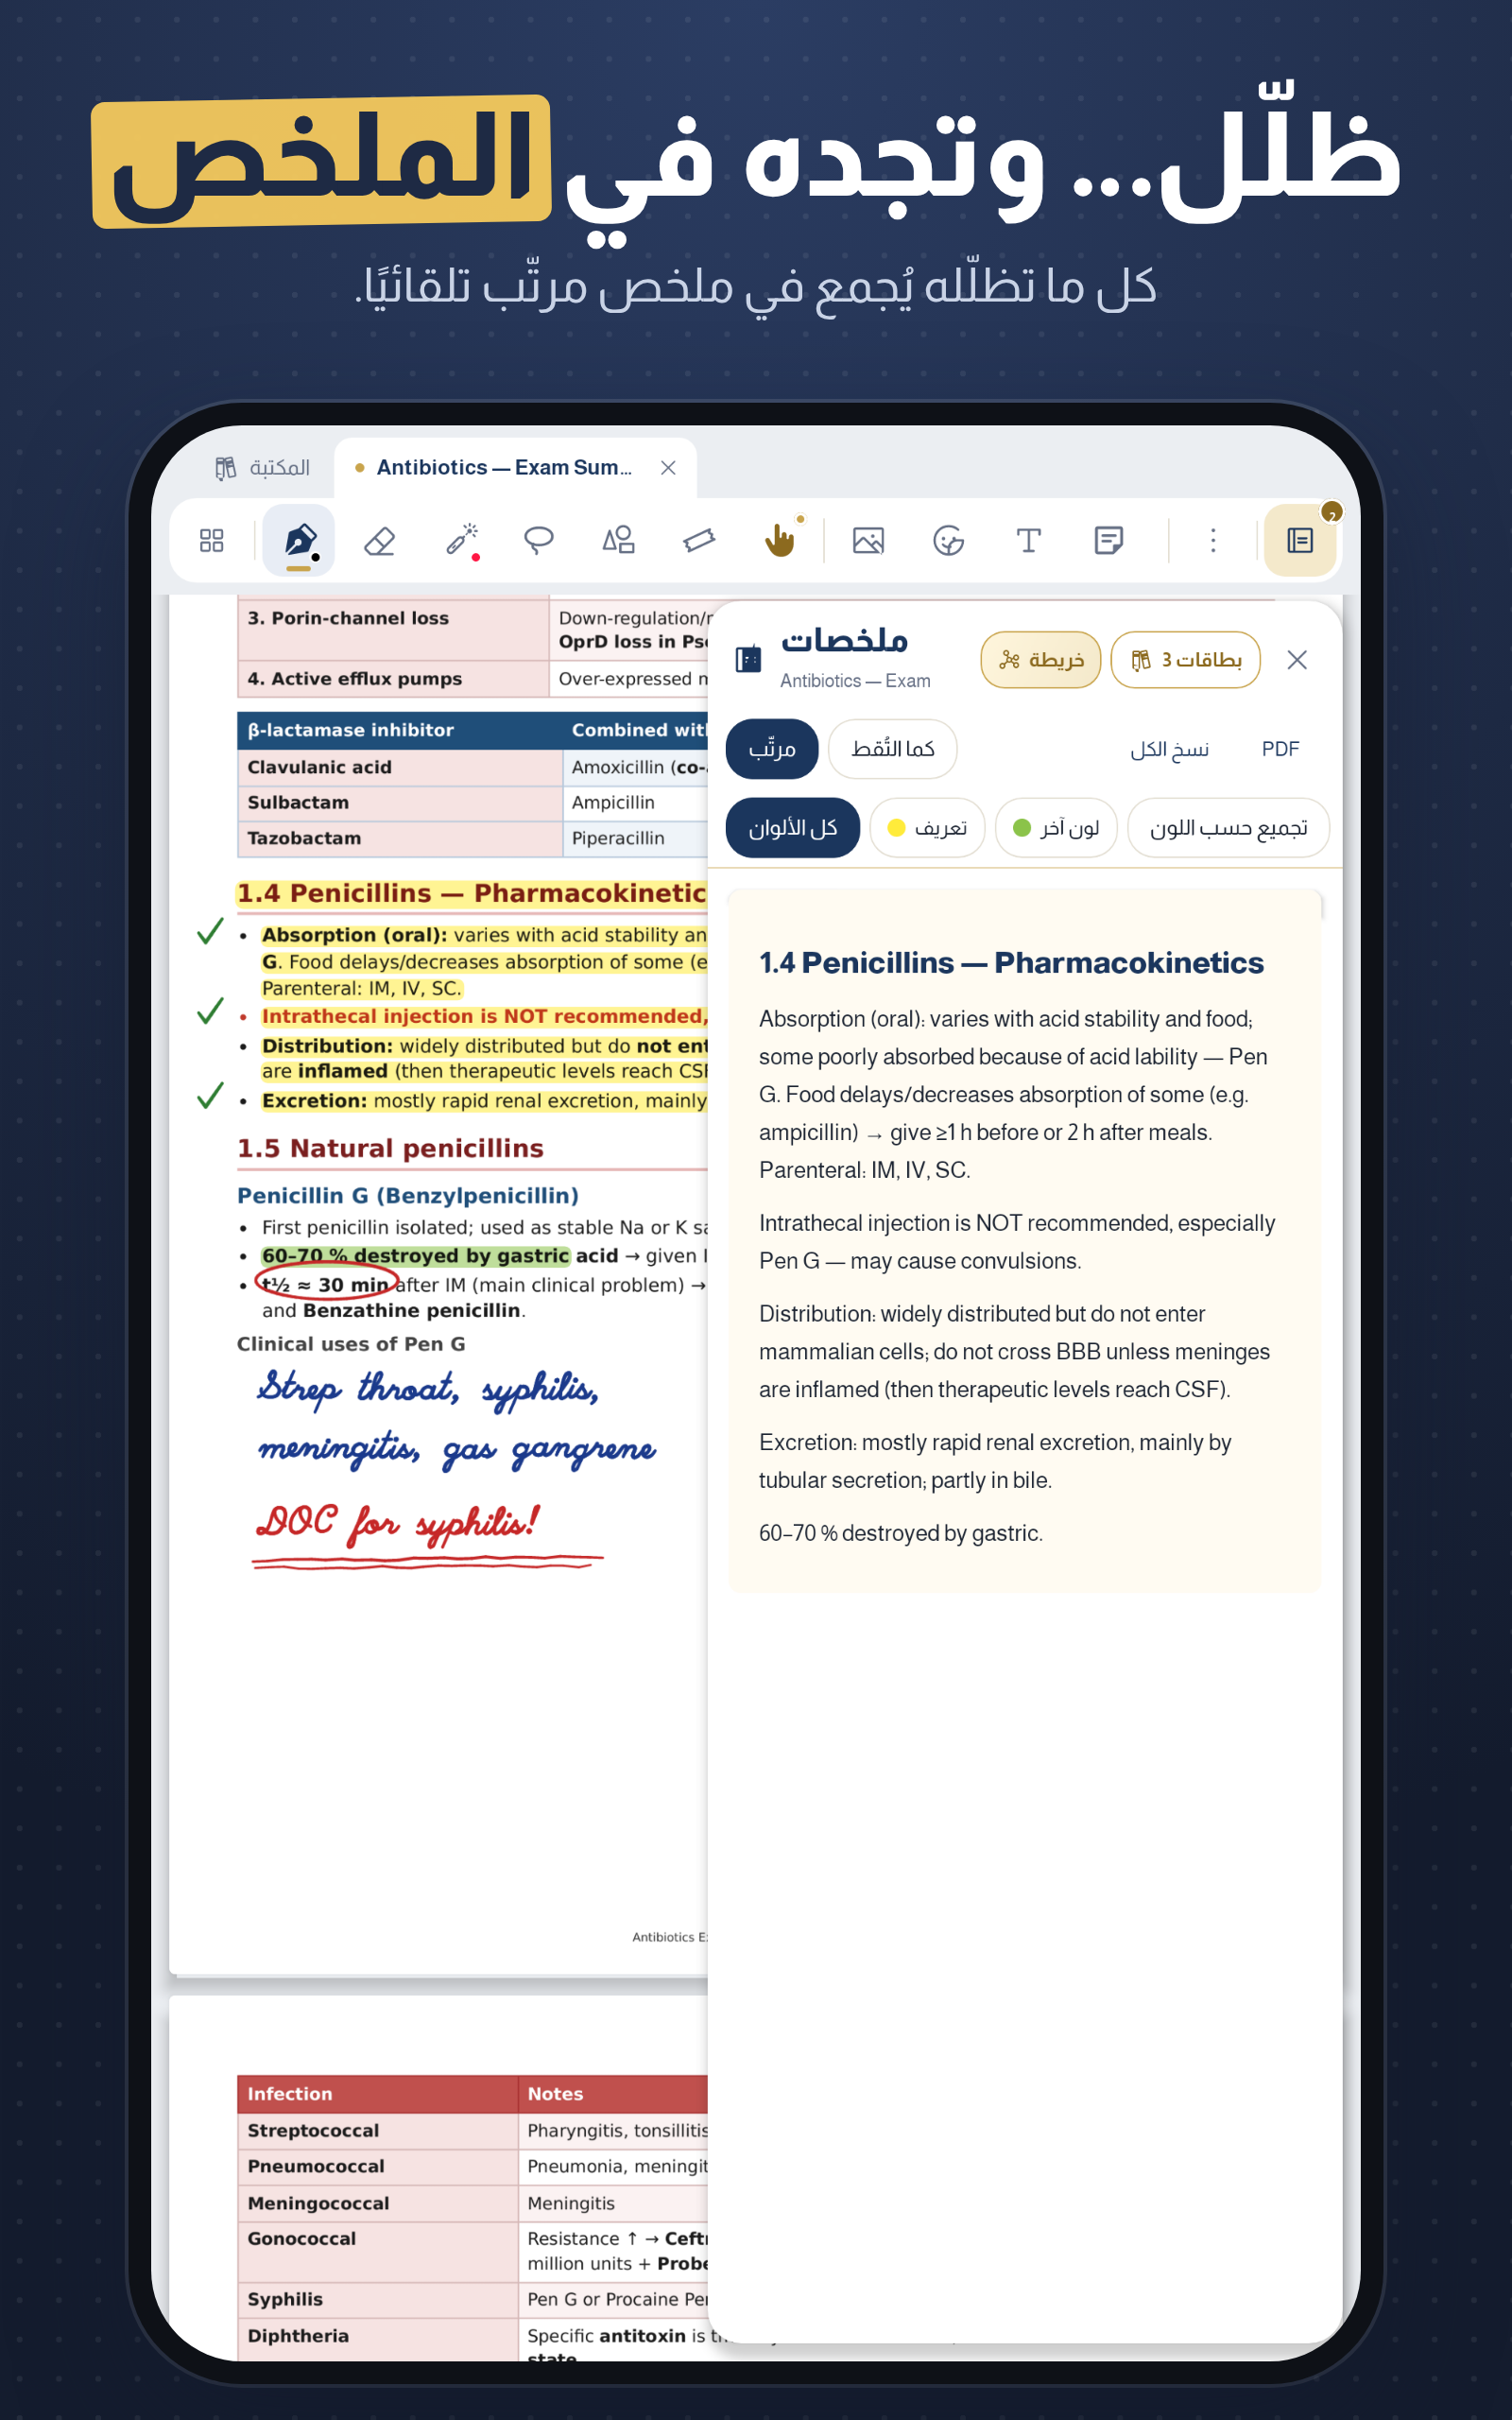 ظلّل... وتجده في الملخص
كل ما تظلّله يُجمع في ملخص مرتّب تلقائيًا.
المكتبة
Antibiotics — Exam Sum...
2
3. Porin-channel loss
Down-regulation/
OprD loss in Pse
4. Active efflux pumps
Over-expressed
β-lactamase inhibitor
Combined with
Clavulanic acid
Amoxicillin (co-
Sulbactam
Ampicillin
Tazobactam
Piperacillin
1.4 Penicillins — Pharmacokinetic
✓ • Absorption (oral): varies with acid stability an
G. Food delays/decreases absorption of some (e
Parenteral: IM, IV, SC.
✓ • Intrathecal injection is NOT recommended,
• Distribution: widely distributed but do not ent
are inflamed (then therapeutic levels reach CSF
✓ • Excretion: mostly rapid renal excretion, mainly
1.5 Natural penicillins
Penicillin G (Benzylpenicillin)
• First penicillin isolated; used as stable Na or K sa
• 60–70 % destroyed by gastric acid → given
• t½ ≈ 30 min after IM (main clinical problem) →
and Benzathine penicillin.
Clinical uses of Pen G
Strep throat, syphilis,
meningitis, gas gangrene
DOC for syphilis!
Antibiotics E
ملخصات
Antibiotics — Exam
خريطة
بطاقات 3
مرتّب
كما التُقط
نسخ الكل
PDF
كل الألوان
تعريف
لون آخر
تجميع حسب اللون
1.4 Penicillins — Pharmacokinetics
Absorption (oral): varies with acid stability and food;
some poorly absorbed because of acid lability — Pen
G. Food delays/decreases absorption of some (e.g.
ampicillin) → give ≥1 h before or 2 h after meals.
Parenteral: IM, IV, SC.
Intrathecal injection is NOT recommended, especially
Pen G — may cause convulsions.
Distribution: widely distributed but do not enter
mammalian cells; do not cross BBB unless meninges
are inflamed (then therapeutic levels reach CSF).
Excretion: mostly rapid renal excretion, mainly by
tubular secretion; partly in bile.
60–70 % destroyed by gastric.
Infection
Notes
Streptococcal
Pharyngitis, tonsillitis
Pneumococcal
Pneumonia, meningit
Meningococcal
Meningitis
Gonococcal
Resistance ↑ → Ceftr
million units + Probe
Syphilis
Pen G or Procaine Pe
Diphtheria
Specific antitoxin is
state